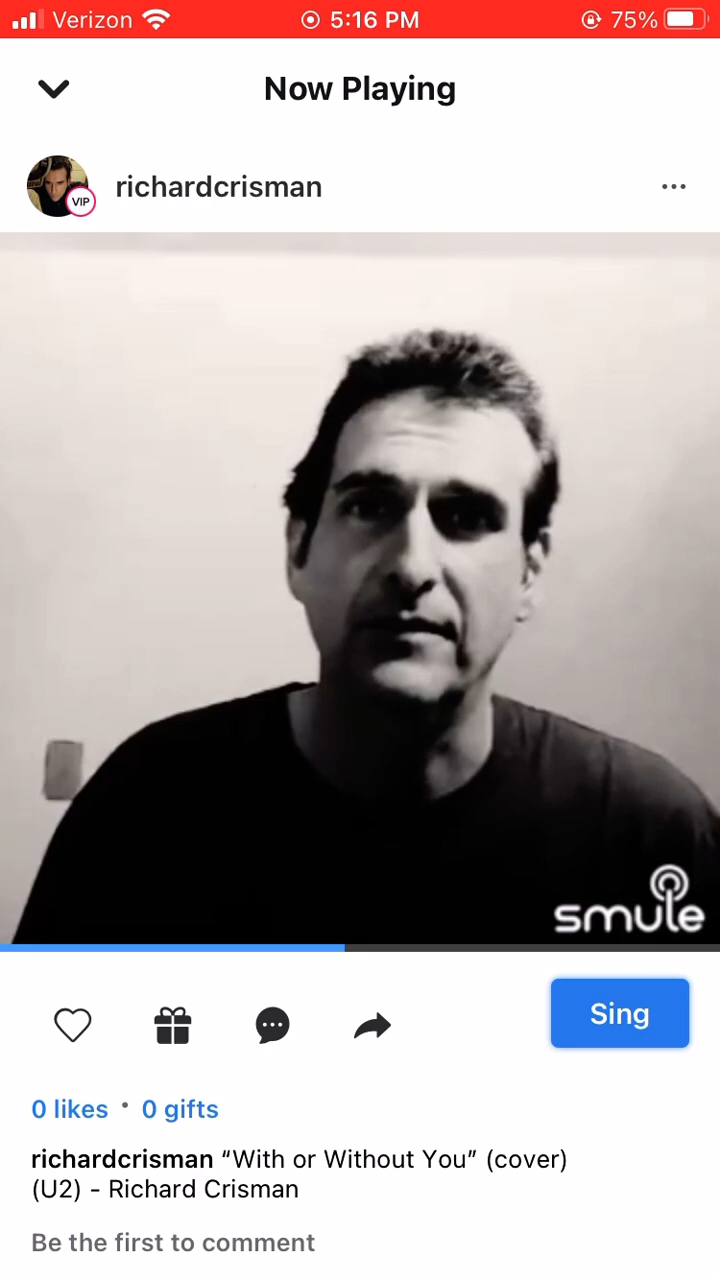 Verizon 5:16 PM 75%
Now Playing
VIP
richardcrisman
smule
Sing
0 likes • 0 gifts
richardcrisman “With or Without You” (cover)
(U2) - Richard Crisman
Be the first to comment